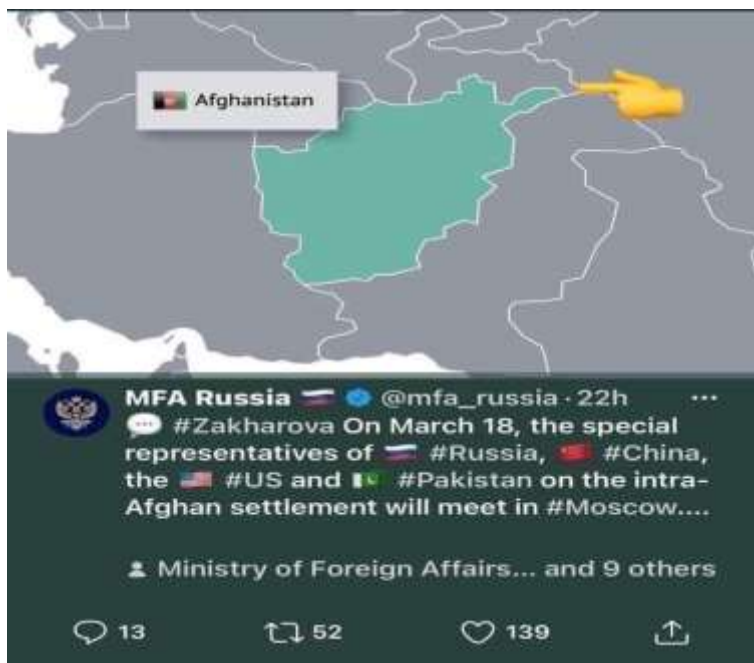 Afghanistan
MFA Russia 🇷🇺 @mfa_russia · 22h ...
💬 #Zakharova On March 18, the special
representatives of 🇷🇺 #Russia, 🇨🇳 #China,
the 🇺🇸 #US and 🇵🇰 #Pakistan on the intra-
Afghan settlement will meet in #Moscow....
Ministry of Foreign Affairs... and 9 others
13 52 139